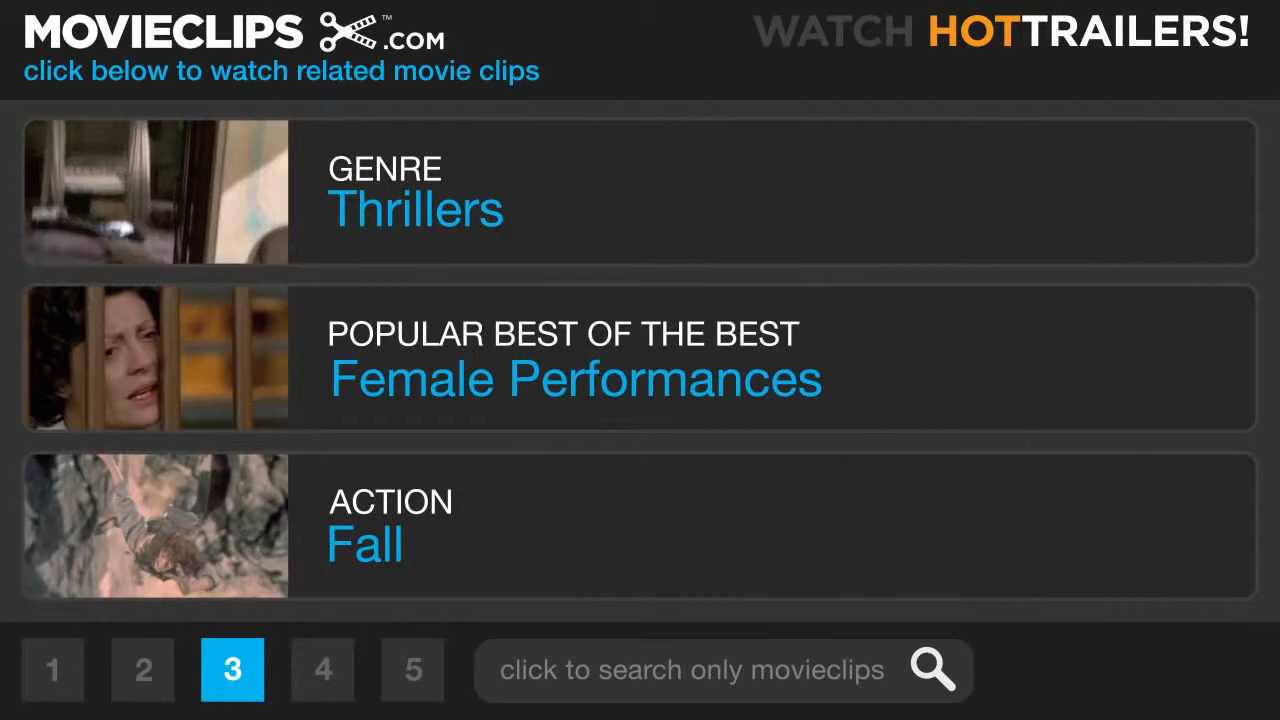 MOVIECLIPS ™ .COM
WATCH HOTTRAILERS!
click below to watch related movie clips
GENRE
Thrillers
POPULAR BEST OF THE BEST
Female Performances
ACTION
Fall
1 2 3 4 5
click to search only movieclips